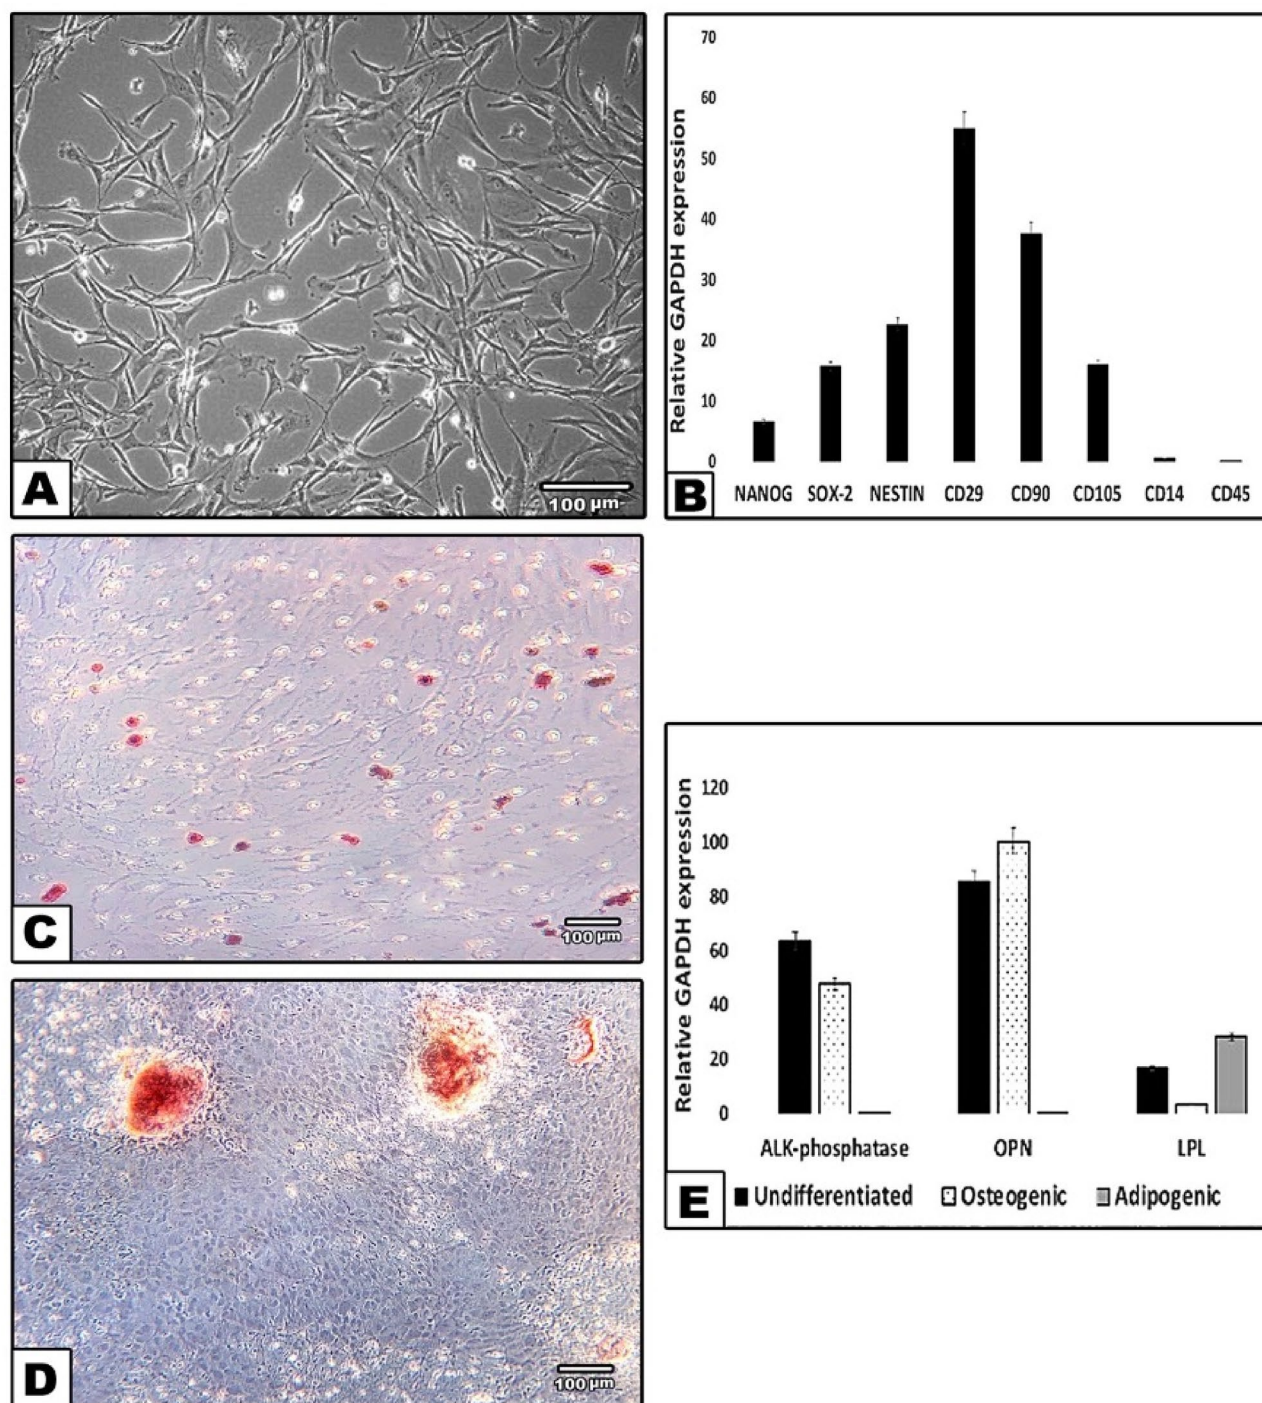 A
100 µm
Relative GAPDH expression
70
60
50
40
30
20
10
0
NANOG SOX-2 NESTIN CD29 CD90 CD105 CD14 CD45
B
C
100 µm
D
100 µm
Relative GAPDH expression
120
100
80
60
40
20
0
ALK-phosphatase OPN LPL
Undifferentiated Osteogenic Adipogenic
E